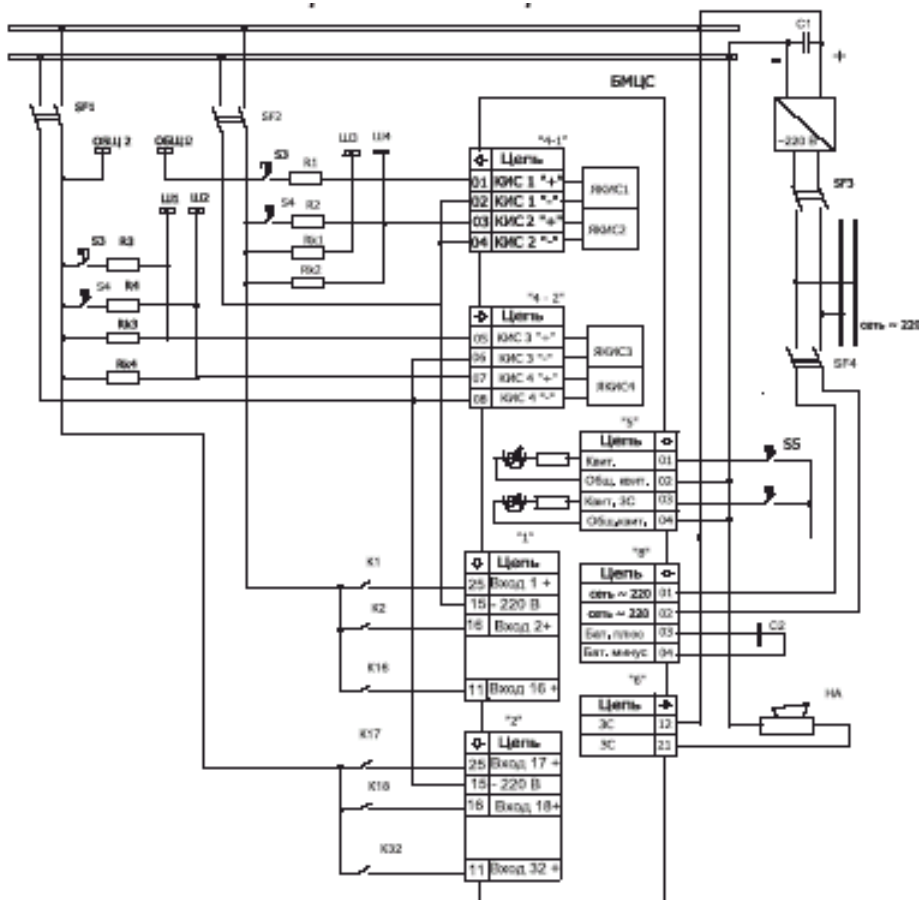 C1
БМЦС
SF1
SF2
ОБЩ 2
S3
R1
Ш3
Ш4
Ш1
Ш2
S4
R2
Rk1
Rk2
S3
R3
S4
R4
Rk3
Rk4
"4-1"
Цепь
01 КИС 1 "+"
02 КИС 1 "-"
03 КИС 2 "+"
04 КИС 2 "-"
ЯКИС1
ЯКИС2
~220 В
SF3
сеть ~ 220
SF4
"4 - 2"
Цепь
05 КИС 3 "+"
06 КИС 3 "-"
07 КИС 4 "+"
08 КИС 4 "-"
ЯКИС3
ЯКИС4
"5"
Цепь
Квит. 01
Общ. квит. 02
Квит. ЗС 03
Общ.квит. 04
S5
"1"
Цепь
25 Вход 1 +
15 - 220 В
16 Вход 2+
11 Вход 16 +
K1
K2
K16
"8"
Цепь
сеть ~ 220 01
сеть ~ 220 02
Бат. плюс 03
Бат. минус 04
C2
"6"
Цепь
ЗС 12
ЗС 21
НА
"2"
Цепь
25 Вход 17 +
15 - 220 В
16 Вход 18+
11 Вход 32 +
K17
K18
K32